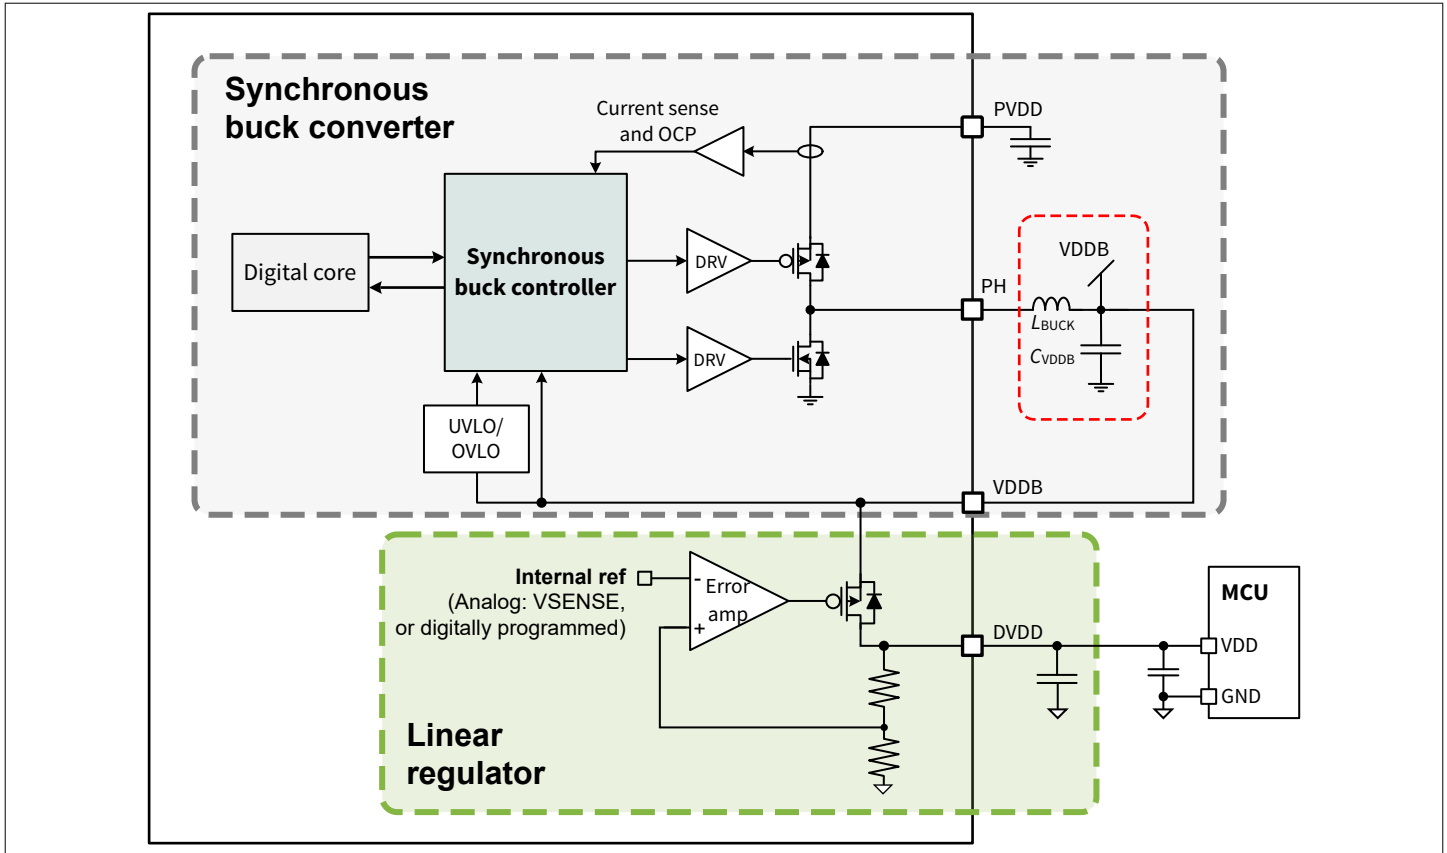 Synchronous
buck converter
Current sense
and OCP
PVDD
Digital core
Synchronous
buck controller
DRV
DRV
PH
VDDB
LBUCK
CVDDB
UVLO/
OVLO
VDDB
Internal ref
(Analog: VSENSE,
or digitally programmed)
-
+
Error
amp
DVDD
MCU
VDD
GND
Linear
regulator